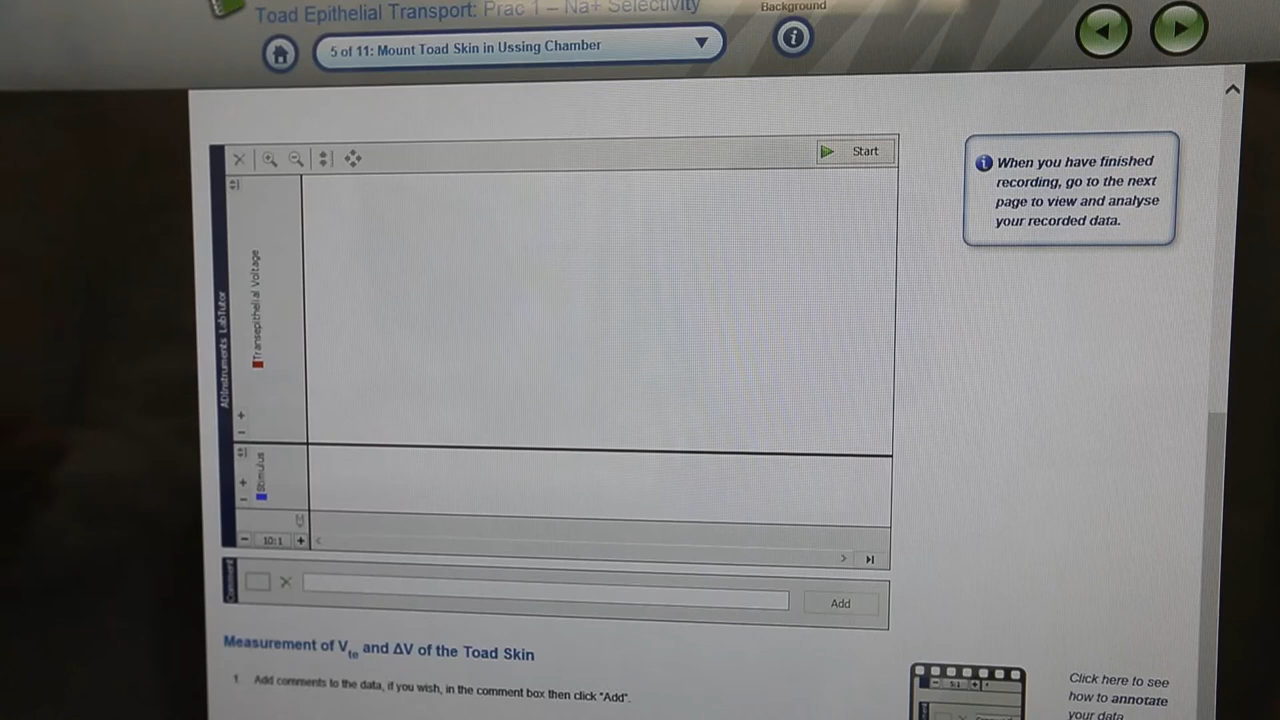 Toad Epithelial Transport: Prac 1 – Na+ Selectivity
Background
5 of 11: Mount Toad Skin in Ussing Chamber
Start
When you have finished
recording, go to the next
page to view and analyse
your recorded data.
ADInstruments LabTutor
Transepithelial Voltage
Stimulus
10:1
Comment
Add
Measurement of Vte and ΔV of the Toad Skin
1. Add comments to the data, if you wish, in the comment box then click "Add".
5:1
Click here to see
how to annotate
your data